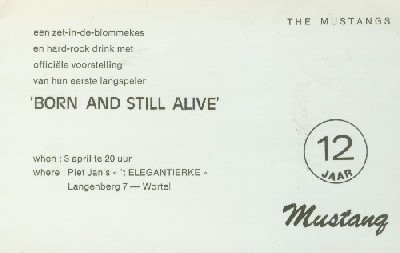 THE MUSTANGS
een zet-in-de-blommekes
en hard-rock drink met
officiële voorstelling
van hun eerste langspeler
'BORN AND STILL ALIVE'
when : 3 april te 20 uur
where : Piet Jan's « 't ELEGANTIERKE »
Langenberg 7 — Wortel
12
JAAR
Mustang